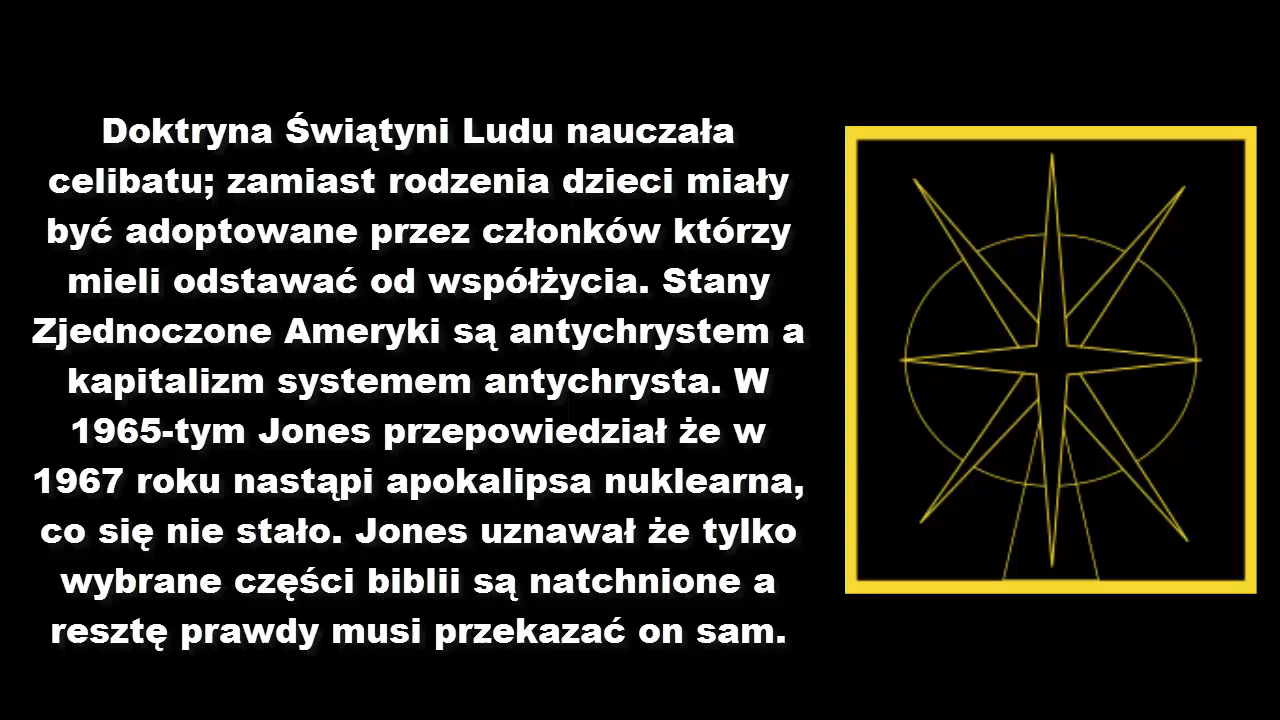 Doktryna Świątyni Ludu nauczała
celibatu; zamiast rodzenia dzieci miały
być adoptowane przez członków którzy
mieli odstawać od współżycia. Stany
Zjednoczone Ameryki są antychrystem a
kapitalizm systemem antychrysta. W
1965-tym Jones przepowiedział że w
1967 roku nastąpi apokalipsa nuklearna,
co się nie stało. Jones uznawał że tylko
wybrane części biblii są natchnione a
resztę prawdy musi przekazać on sam.